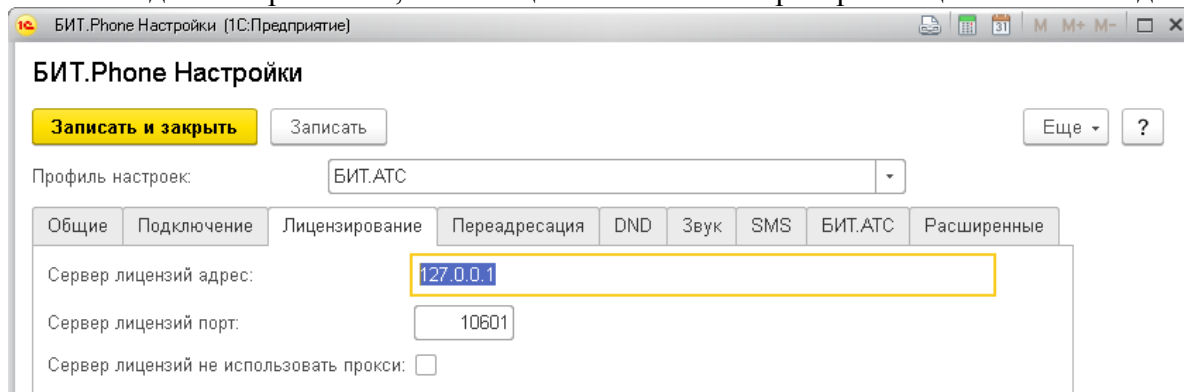 БИТ.Phone Настройки (1С:Предприятие)
31 M M+ M-
БИТ.Phone Настройки
Записать и закрыть Записать Еще ?
Профиль настроек: БИТ.АТС
Общие Подключение Лицензирование Переадресация DND Звук SMS БИТ.АТС Расширенные
Сервер лицензий адрес: 127.0.0.1
Сервер лицензий порт: 10601
Сервер лицензий не использовать прокси: